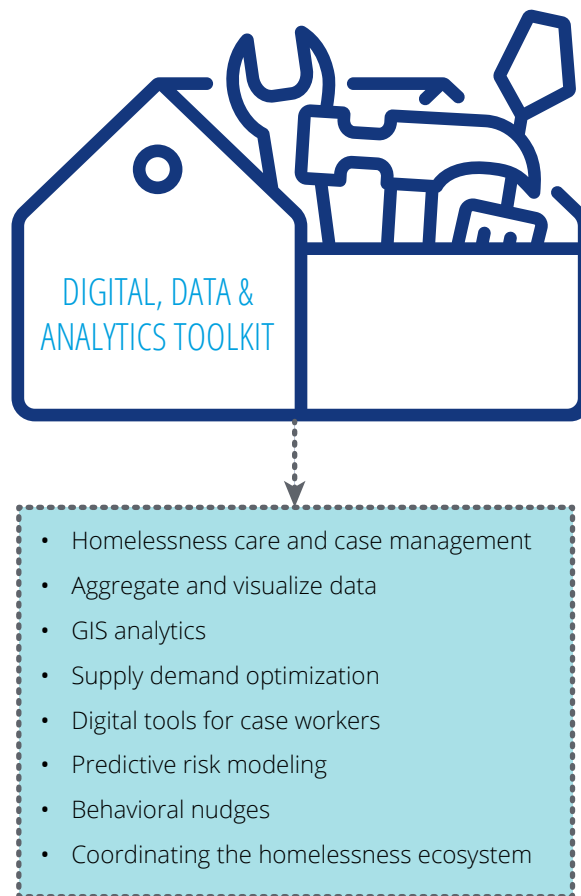 DIGITAL, DATA &
ANALYTICS TOOLKIT
• Homelessness care and case management
• Aggregate and visualize data
• GIS analytics
• Supply demand optimization
• Digital tools for case workers
• Predictive risk modeling
• Behavioral nudges
• Coordinating the homelessness ecosystem